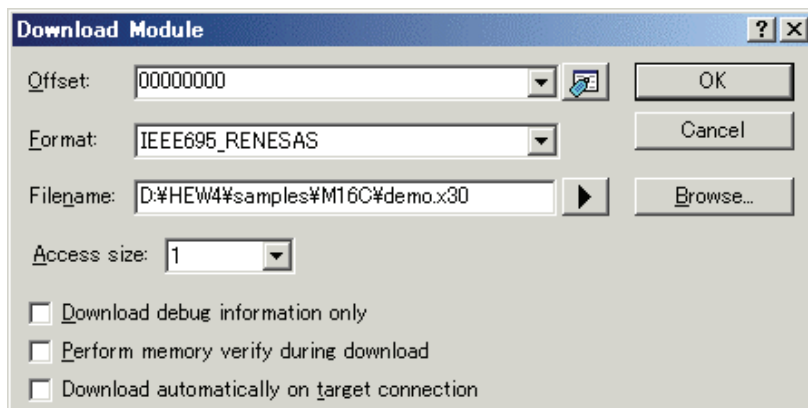 Download Module
Offset: 00000000 OK
Format: IEEE695_RENESAS Cancel
Filename: D:¥HEW4¥samples¥M16C¥demo.x30 Browse...
Access size: 1
Download debug information only
Perform memory verify during download
Download automatically on target connection